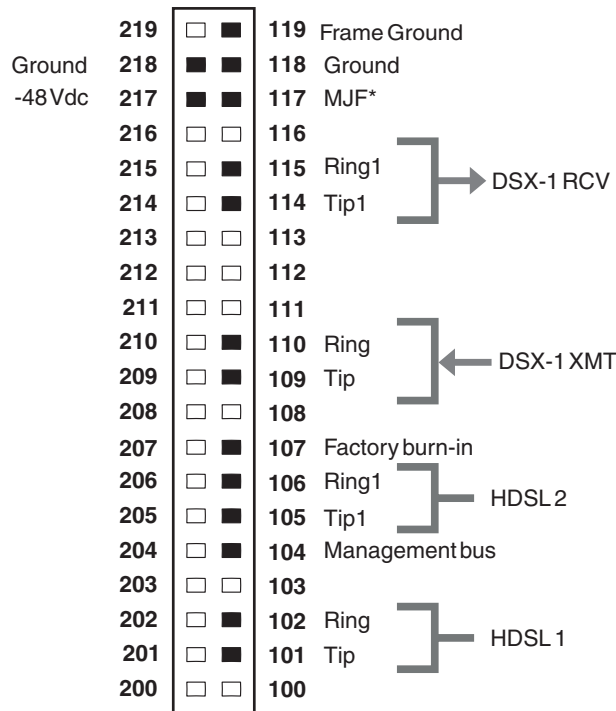 219 119 Frame Ground
Ground 218 118 Ground
-48 Vdc 217 117 MJF*
216 116
215 115 Ring1
DSX-1 RCV
214 114 Tip1
213 113
212 112
211 111
210 110 Ring
DSX-1 XMT
209 109 Tip
208 108
207 107 Factory burn-in
206 106 Ring1
HDSL 2
205 105 Tip1
204 104 Management bus
203 103
202 102 Ring
HDSL 1
201 101 Tip
200 100